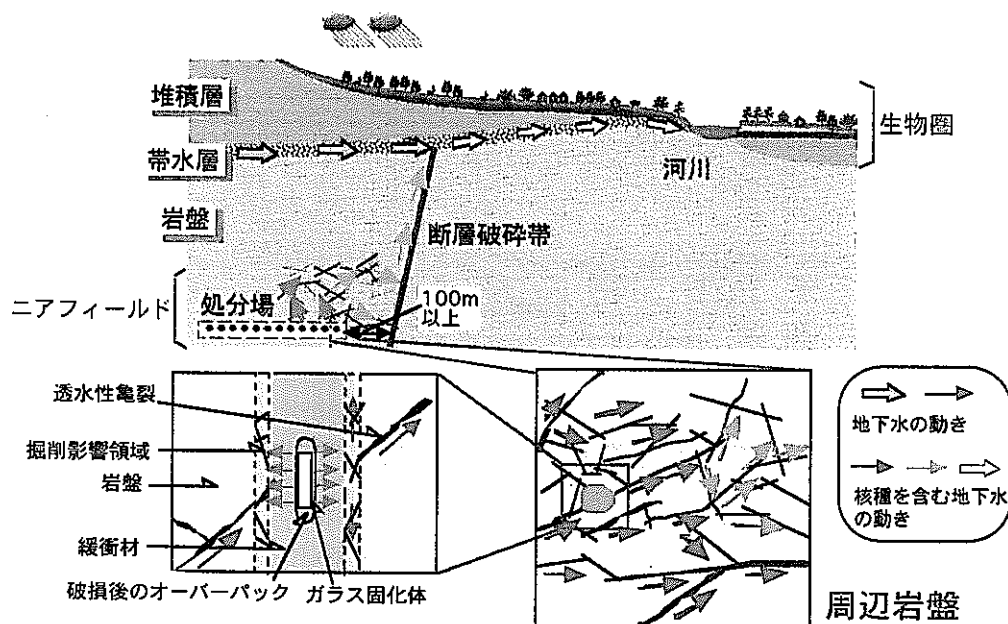 堆積層
生物圏
帯水層
河川
岩盤
断層破砕帯
ニアフィールド
処分場
100m
以上
透水性亀裂
掘削影響領域
岩盤
緩衝材
破損後のオーバーパック
ガラス固化体
地下水の動き
核種を含む地下水
の動き
周辺岩盤